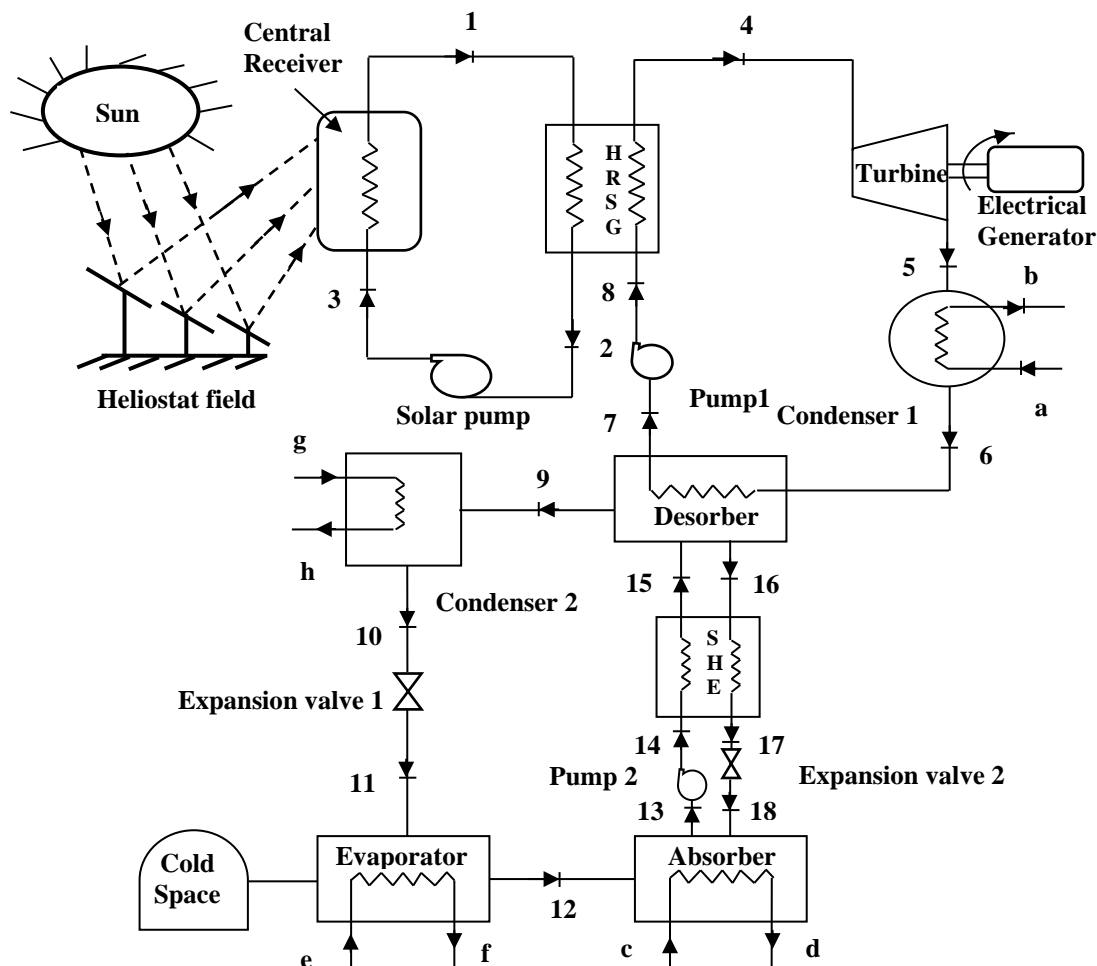 1
4
Central
Receiver
Sun
H
R
S
G
Turbine
Electrical
Generator
5
b
3
8
2
Heliostat field
Solar pump
Pump1
Condenser 1
a
7
6
g
9
Desorber
h
15
16
Condenser 2
10
S
H
E
Expansion valve 1
14
17
11
Pump 2
Expansion valve 2
13
18
Cold
Space
Evaporator
Absorber
12
e
f
c
d